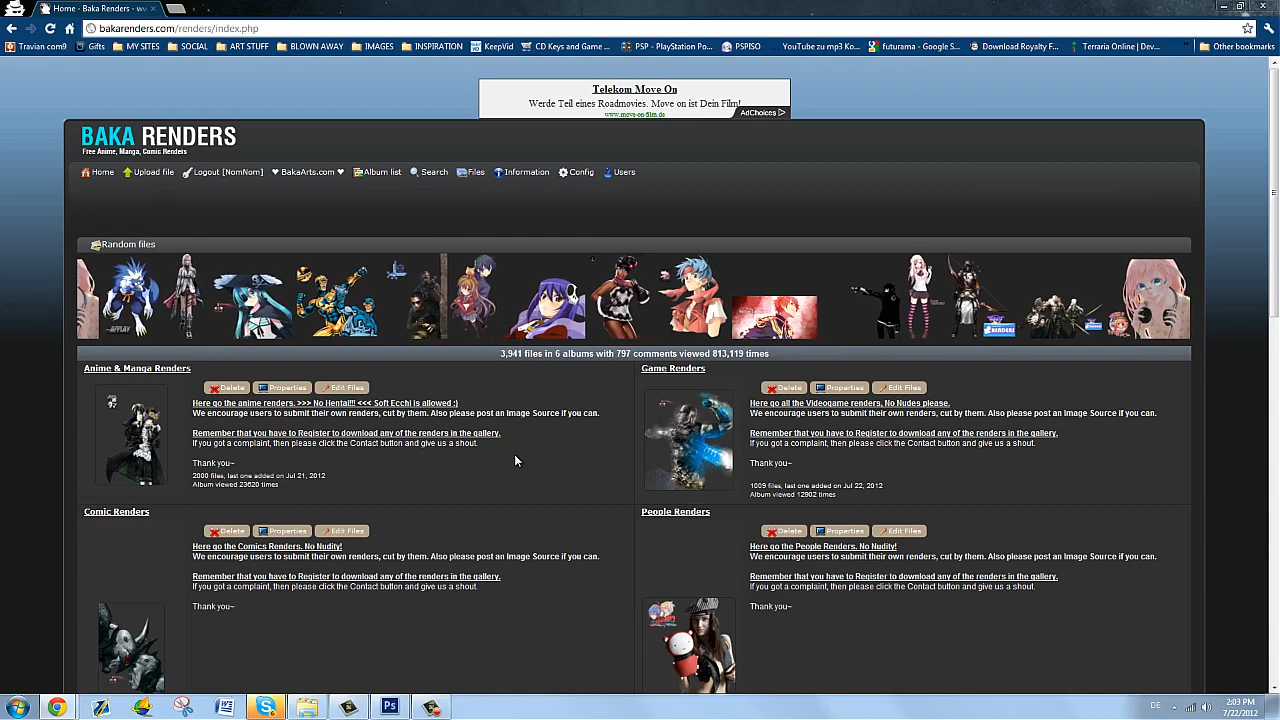 Home - Baka Renders - ww
bakarenders.com/renders/index.php
Travian com9 Gifts MY SITES SOCIAL ART STUFF BLOWN AWAY IMAGES INSPIRATION KeepVid CD Keys and Game ... PSP - PlayStation Po... PSPISO YouTube zu mp3 Ko... futurama - Google S... Download Royalty F... Terraria Online | Dev... Other bookmarks
Telekom Move On
Werde Teil eines Roadmovies. Move on ist Dein Film!
www.move-on-film.de
AdChoices
BAKA RENDERS
Free Anime, Manga, Comic Renders
Home Upload file Logout [NomNom] ♥ BakaArts.com ♥ Album list Search Files Information Config Users
Random files
RENDERS
3,941 files in 6 albums with 797 comments viewed 813,119 times
Anime & Manga Renders
Delete Properties Edit Files
Here go the anime renders. >>> No Hentai!!! <<< Soft Ecchi is allowed ;)
We encourage users to submit their own renders, cut by them. Also please post an Image Source if you can.
Remember that you have to Register to download any of the renders in the gallery.
If you got a complaint, then please click the Contact button and give us a shout.
Thank you~
2000 files, last one added on Jul 21, 2012
Album viewed 23620 times
Game Renders
Delete Properties Edit Files
Here go all the Videogame renders, No Nudes please.
We encourage users to submit their own renders, cut by them. Also please post an Image Source if you can.
Remember that you have to Register to download any of the renders in the gallery.
If you got a complaint, then please click the Contact button and give us a shout.
Thank you~
1009 files, last one added on Jul 22, 2012
Album viewed 12902 times
Comic Renders
Delete Properties Edit Files
Here go the Comics Renders. No Nudity!
We encourage users to submit their own renders, cut by them. Also please post an Image Source if you can.
Remember that you have to Register to download any of the renders in the gallery.
If you got a complaint, then please click the Contact button and give us a shout.
Thank you~
People Renders
Delete Properties Edit Files
Here go the People Renders. No Nudity!
We encourage users to submit their own renders, cut by them. Also please post an Image Source if you can.
Remember that you have to Register to download any of the renders in the gallery.
If you got a complaint, then please click the Contact button and give us a shout.
Thank you~
DE
2:03 PM
7/22/2012